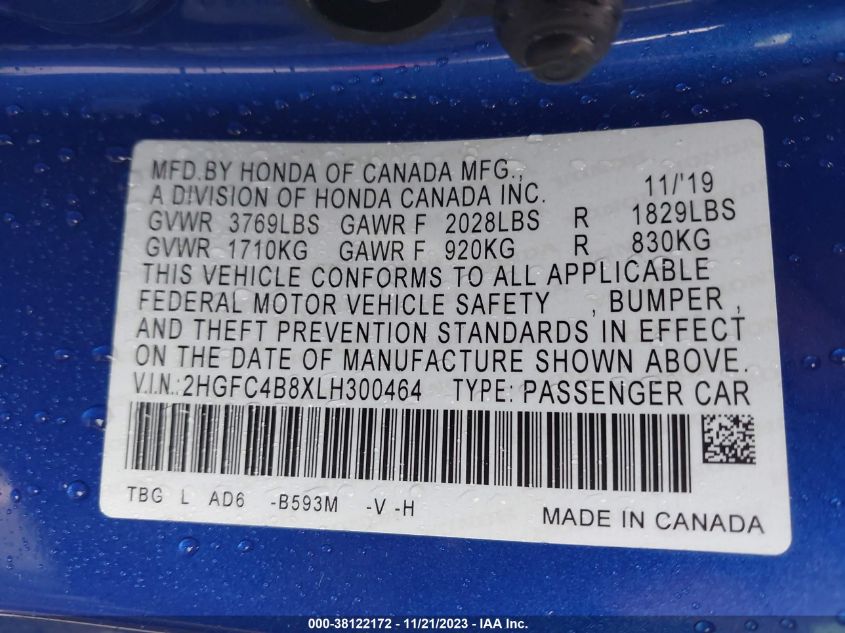 MFD.BY HONDA OF CANADA MFG.,
A DIVISION OF HONDA CANADA INC. 11/'19
GVWR 3769LBS GAWR F 2028LBS R 1829LBS
GVWR 1710KG GAWR F 920KG R 830KG
THIS VEHICLE CONFORMS TO ALL APPLICABLE
FEDERAL MOTOR VEHICLE SAFETY , BUMPER ,
AND THEFT PREVENTION STANDARDS IN EFFECT
ON THE DATE OF MANUFACTURE SHOWN ABOVE.
V.I.N.:2HGFC4B8XLH300464 TYPE: PASSENGER CAR
TBG L AD6 -B593M -V -H
MADE IN CANADA
000-38122172 - 11/21/2023 - IAA Inc.